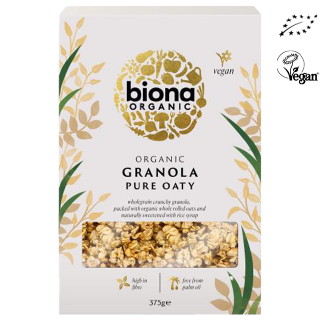 vegan
biona
ORGANIC
Vegan
ORGANIC
GRANOLA
PURE OATY
wholegrain crunchy granola,
packed with organic whole rolled oats and
naturally sweetened with rice syrup
high in
fibre
free from
palm oil
375g e